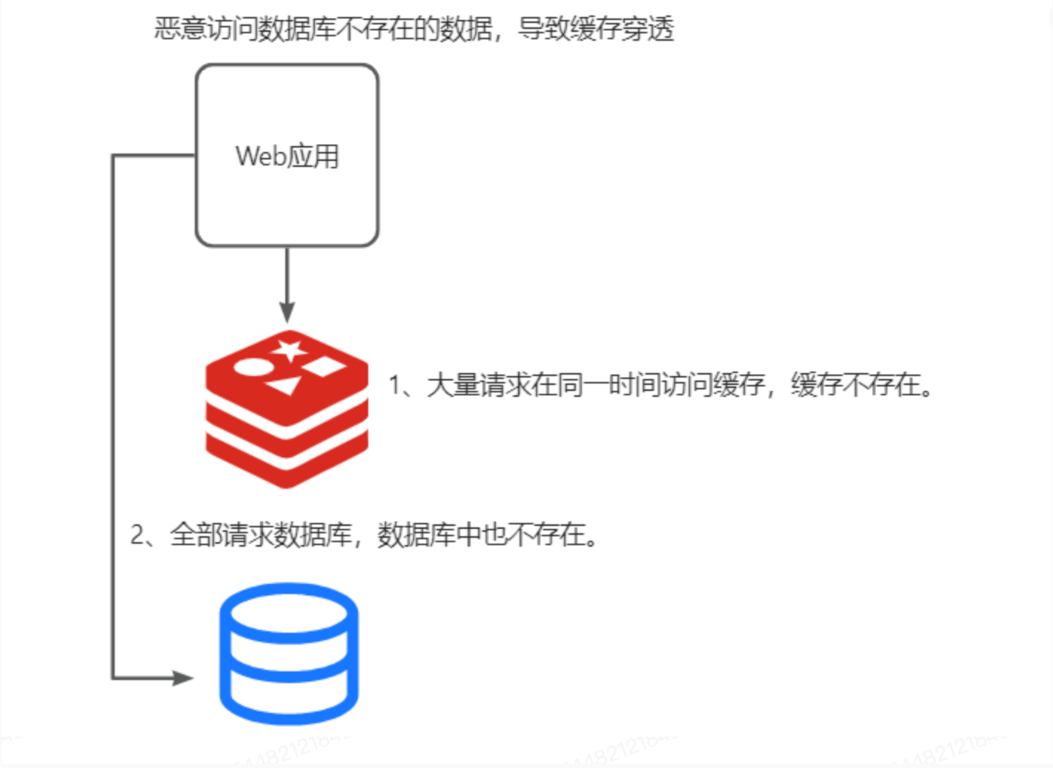 恶意访问数据库不存在的数据，导致缓存穿透
Web应用
1、大量请求在同一时间访问缓存，缓存不存在。
2、全部请求数据库，数据库中也不存在。